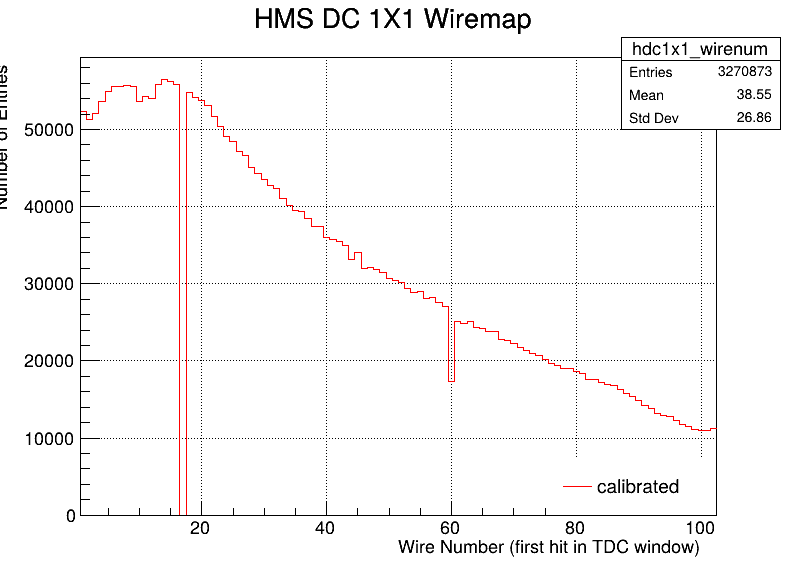 HMS DC 1X1 Wiremap
hdc1x1_wirenum
Entries 3270873
Mean 38.55
Std Dev 26.86
Number of Entries
50000
40000
30000
20000
10000
0
calibrated
20 40 60 80 100
Wire Number (first hit in TDC window)